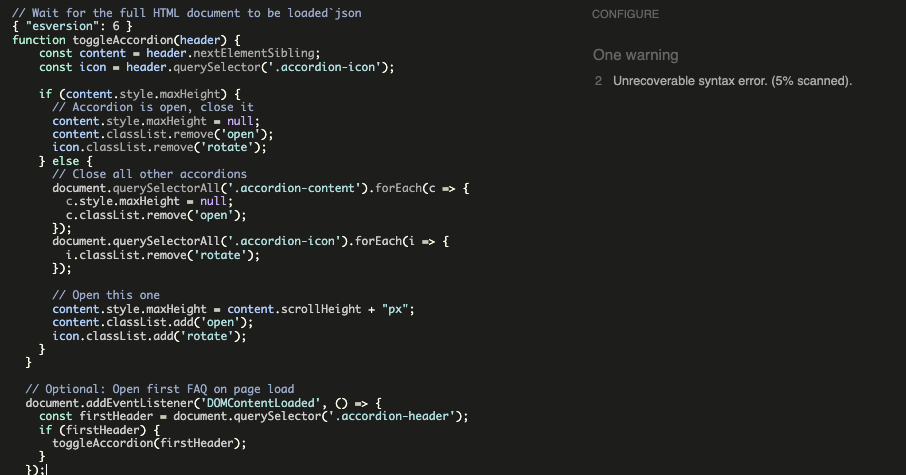 // Wait for the full HTML document to be loaded`json
{ "esversion": 6 }
function toggleAccordion(header) {
    const content = header.nextElementSibling;
    const icon = header.querySelector('.accordion-icon');

    if (content.style.maxHeight) {
      // Accordion is open, close it
      content.style.maxHeight = null;
      content.classList.remove('open');
      icon.classList.remove('rotate');
    } else {
      // Close all other accordions
      document.querySelectorAll('.accordion-content').forEach(c => {
        c.style.maxHeight = null;
        c.classList.remove('open');
      });
      document.querySelectorAll('.accordion-icon').forEach(i => {
        i.classList.remove('rotate');
      });

      // Open this one
      content.style.maxHeight = content.scrollHeight + "px";
      content.classList.add('open');
      icon.classList.add('rotate');
    }
  }

  // Optional: Open first FAQ on page load
  document.addEventListener('DOMContentLoaded', () => {
    const firstHeader = document.querySelector('.accordion-header');
    if (firstHeader) {
      toggleAccordion(firstHeader);
    }
  });
CONFIGURE
One warning
2 Unrecoverable syntax error. (5% scanned).